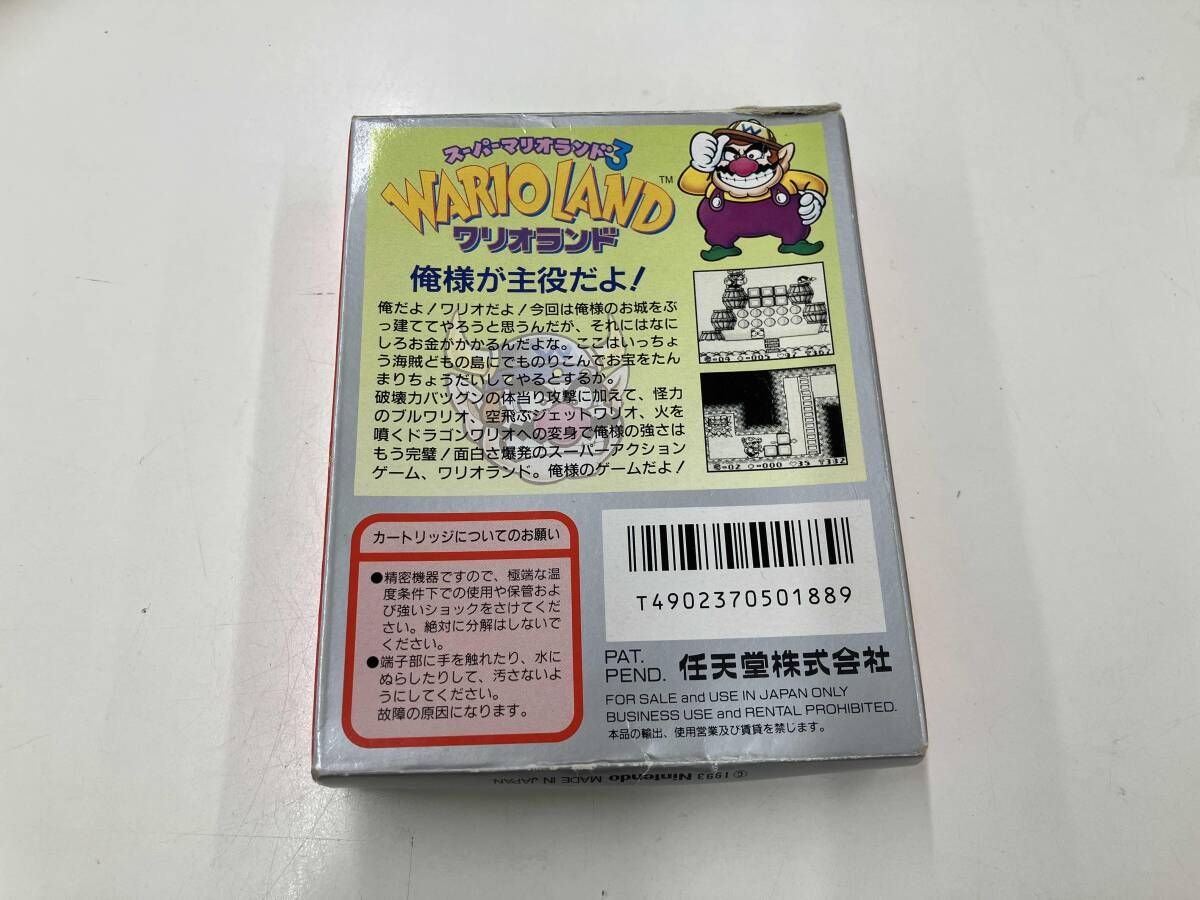 スーパーマリオランド3
WARIO LAND™
ワリオランド
俺様が主役だよ!
俺だよ!ワリオだよ!今回は俺様のお城をぶ
っ建ててやろうと思うんだが、それにはなに
しろお金がかかるんだよな。ここはいっちょ
う海賊どもの島にでものりこんでお宝をたん
まりちょうだいしてやるとするか。
破壊力バツグンの体当り攻撃に加えて、怪力
のブルワリオ、空飛ぶジェットワリオ、火を
噴くドラゴンワリオへの変身で俺様の強さは
もう完璧!面白さ爆発のスーパーアクション
ゲーム、ワリオランド。俺様のゲームだよ!
=02 =000 35 132
カートリッジについてのお願い
●精密機器ですので、極端な温
度条件下での使用や保管およ
び強いショックをさけてくだ
さい。絶対に分解はしないで
ください。
●端子部に手を触れたり、水に
ぬらしたりして、汚さないよ
うにしてください。
故障の原因になります。
T4902370501889
PAT.
PEND. 任天堂株式会社
FOR SALE and USE IN JAPAN ONLY
BUSINESS USE and RENTAL PROHIBITED.
本品の輸出、使用営業及び賃貸を禁じます。
© 1993 Nintendo MADE IN JAPAN